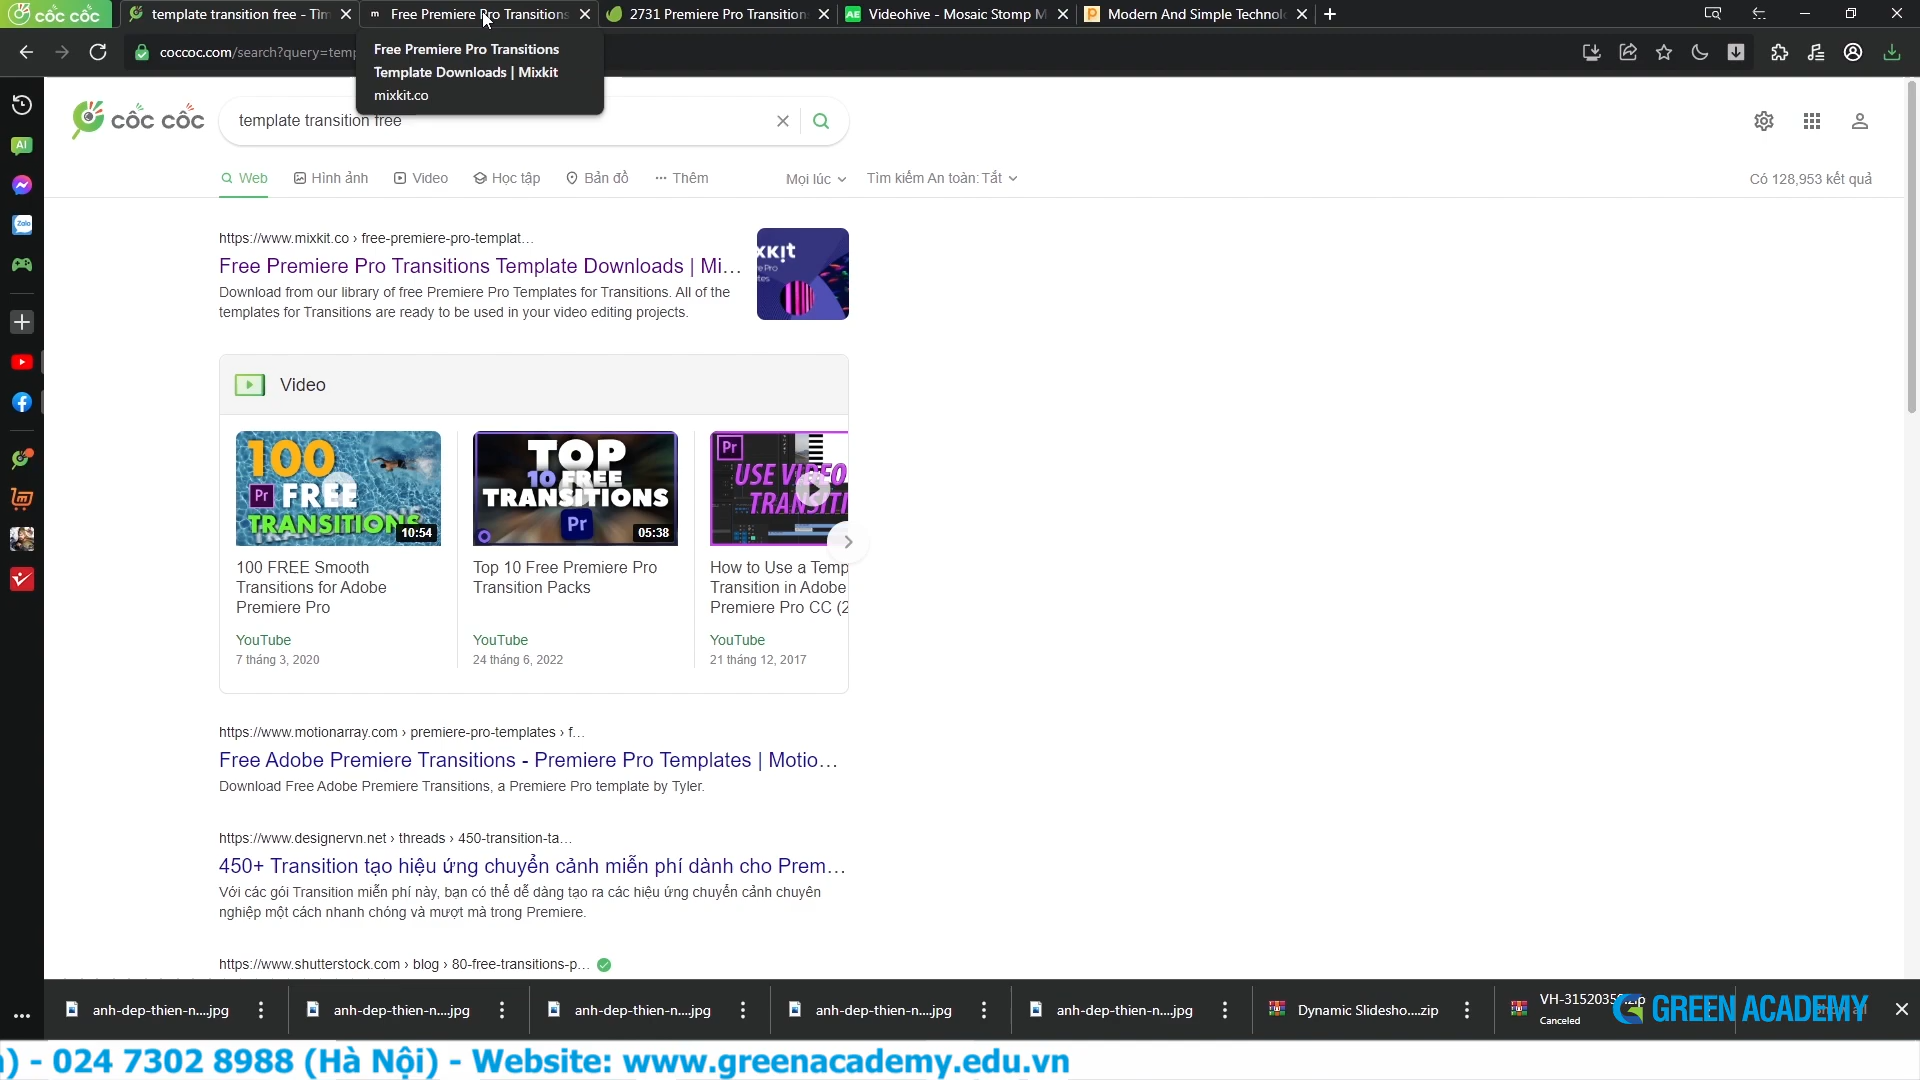 cốc cốc
template transition free - Tim
Free Premiere Pro Transitions
2731 Premiere Pro Transition
AE
Videohive - Mosaic Stomp M
Modern And Simple Technol
coccoc.com/search?query=temp
Free Premiere Pro Transitions
Template Downloads | Mixkit
mixkit.co
cốc cốc
template transition free
AI
Zalo
Web
Hình ảnh
Video
Học tập
Bản đồ
Thêm
Mọi lúc
Tìm kiếm An toàn: Tắt
Có 128,953 kết quả
https://www.mixkit.co › free-premiere-pro-templat...
Free Premiere Pro Transitions Template Downloads | Mi...
Download from our library of free Premiere Pro Templates for Transitions. All of the
templates for Transitions are ready to be used in your video editing projects.
Video
100
Pr FREE
TRANSITIONS
10:54
TOP
10 FREE
TRANSITIONS
Pr
05:38
Pr
USE VIDEO
TRANSITI
100 FREE Smooth
Transitions for Adobe
Premiere Pro
YouTube
7 tháng 3, 2020
Top 10 Free Premiere Pro
Transition Packs
YouTube
24 tháng 6, 2022
How to Use a Temp
Transition in Adobe
Premiere Pro CC (2
YouTube
21 tháng 12, 2017
https://www.motionarray.com › premiere-pro-templates › f...
Free Adobe Premiere Transitions - Premiere Pro Templates | Motio...
Download Free Adobe Premiere Transitions, a Premiere Pro template by Tyler.
https://www.designervn.net › threads › 450-transition-ta...
450+ Transition tạo hiệu ứng chuyển cảnh miễn phí dành cho Prem...
Với các gói Transition miễn phí này, bạn có thể dễ dàng tạo ra các hiệu ứng chuyển cảnh chuyên
nghiệp một cách nhanh chóng và mượt mà trong Premiere.
https://www.shutterstock.com › blog › 80-free-transitions-p...
anh-dep-thien-n....jpg
anh-dep-thien-n....jpg
anh-dep-thien-n....jpg
anh-dep-thien-n....jpg
anh-dep-thien-n....jpg
Dynamic Slidesho....zip
Canceled
GREEN ACADEMY
) - 024 7302 8988 (Hà Nội) - Website: www.greenacademy.edu.vn